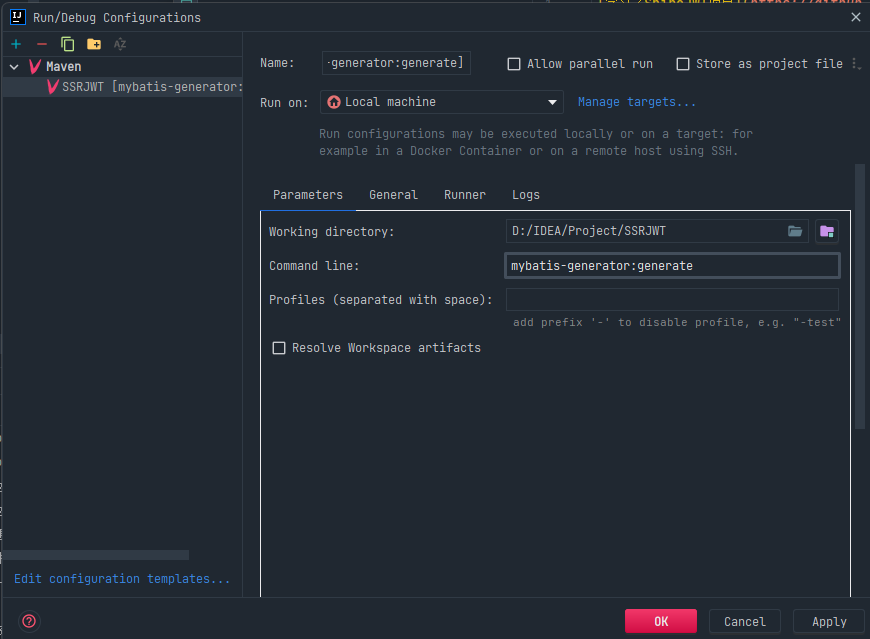 Run/Debug Configurations
Maven
SSRJWT [mybatis-generator:
Edit configuration templates...
Name:
-generator:generate]
Allow parallel run
Store as project file
Run on:
Local machine
Manage targets...
Run configurations may be executed locally or on a target: for
example in a Docker Container or on a remote host using SSH.
Parameters
General
Runner
Logs
Working directory:
D:/IDEA/Project/SSRJWT
Command line:
mybatis-generator:generate
Profiles (separated with space):
add prefix '-' to disable profile, e.g. "-test"
Resolve Workspace artifacts
OK
Cancel
Apply